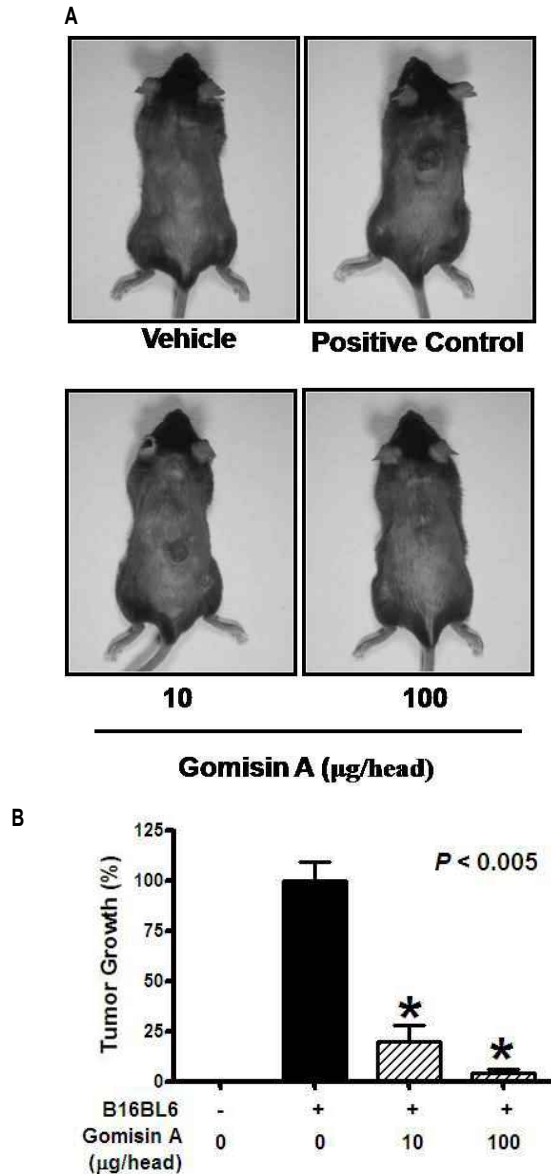 A
Vehicle Positive Control
10 100
Gomisin A (µg/head)
B
125
P < 0.005
100
75
50
25
0
Tumor Growth (%)
* *
B16BL6 - + + +
Gomisin A 0 0 10 100
(µg/head)